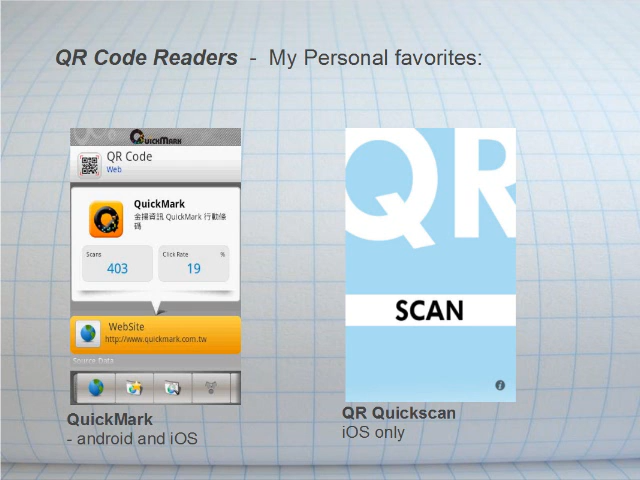 QR Code Readers - My Personal favorites:
QUICKMARK
QR Code
Web
QuickMark
金揚資訊 QuickMark 行動條
碼
Scans
403
Click Rate %
19
WebSite
http://www.quickmark.com.tw
Source Data
QuickMark
- android and iOS
QR
SCAN
i
QR Quickscan
iOS only